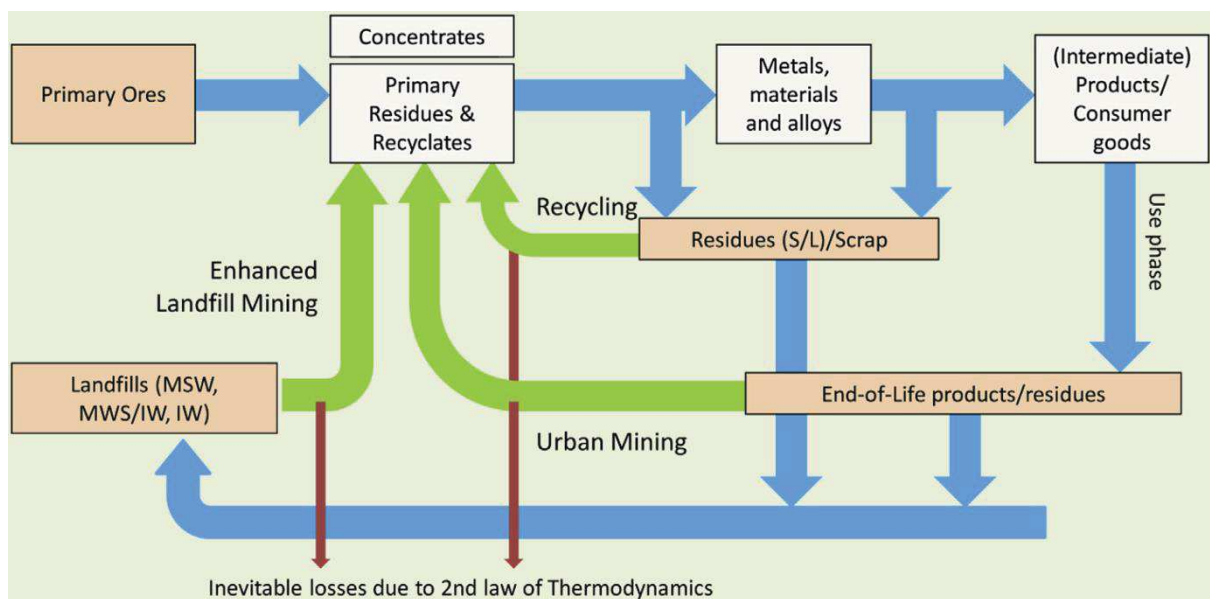 Primary Ores
Concentrates
Primary
Residues &
Recyclates
Metals,
materials
and alloys
(Intermediate)
Products/
Consumer
goods
Use phase
Recycling
Residues (S/L)/Scrap
Enhanced
Landfill Mining
Landfills (MSW,
MWS/IW, IW)
End-of-Life products/residues
Urban Mining
Inevitable losses due to 2nd law of Thermodynamics